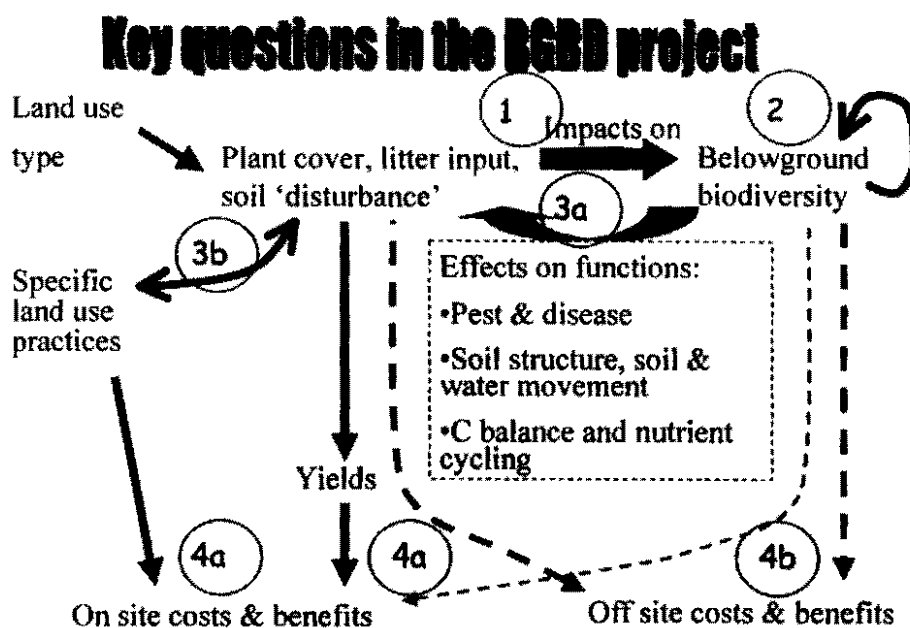 Key questions in the BGBD project
Land use
type
1
Impacts on
2
Plant cover, litter input,
soil 'disturbance'
Belowground
biodiversity
3a
3b
Specific
land use
practices
Effects on functions:
•Pest & disease
•Soil structure, soil &
water movement
•C balance and nutrient
cycling
Yields
4a
4a
4b
On site costs & benefits
Off site costs & benefits